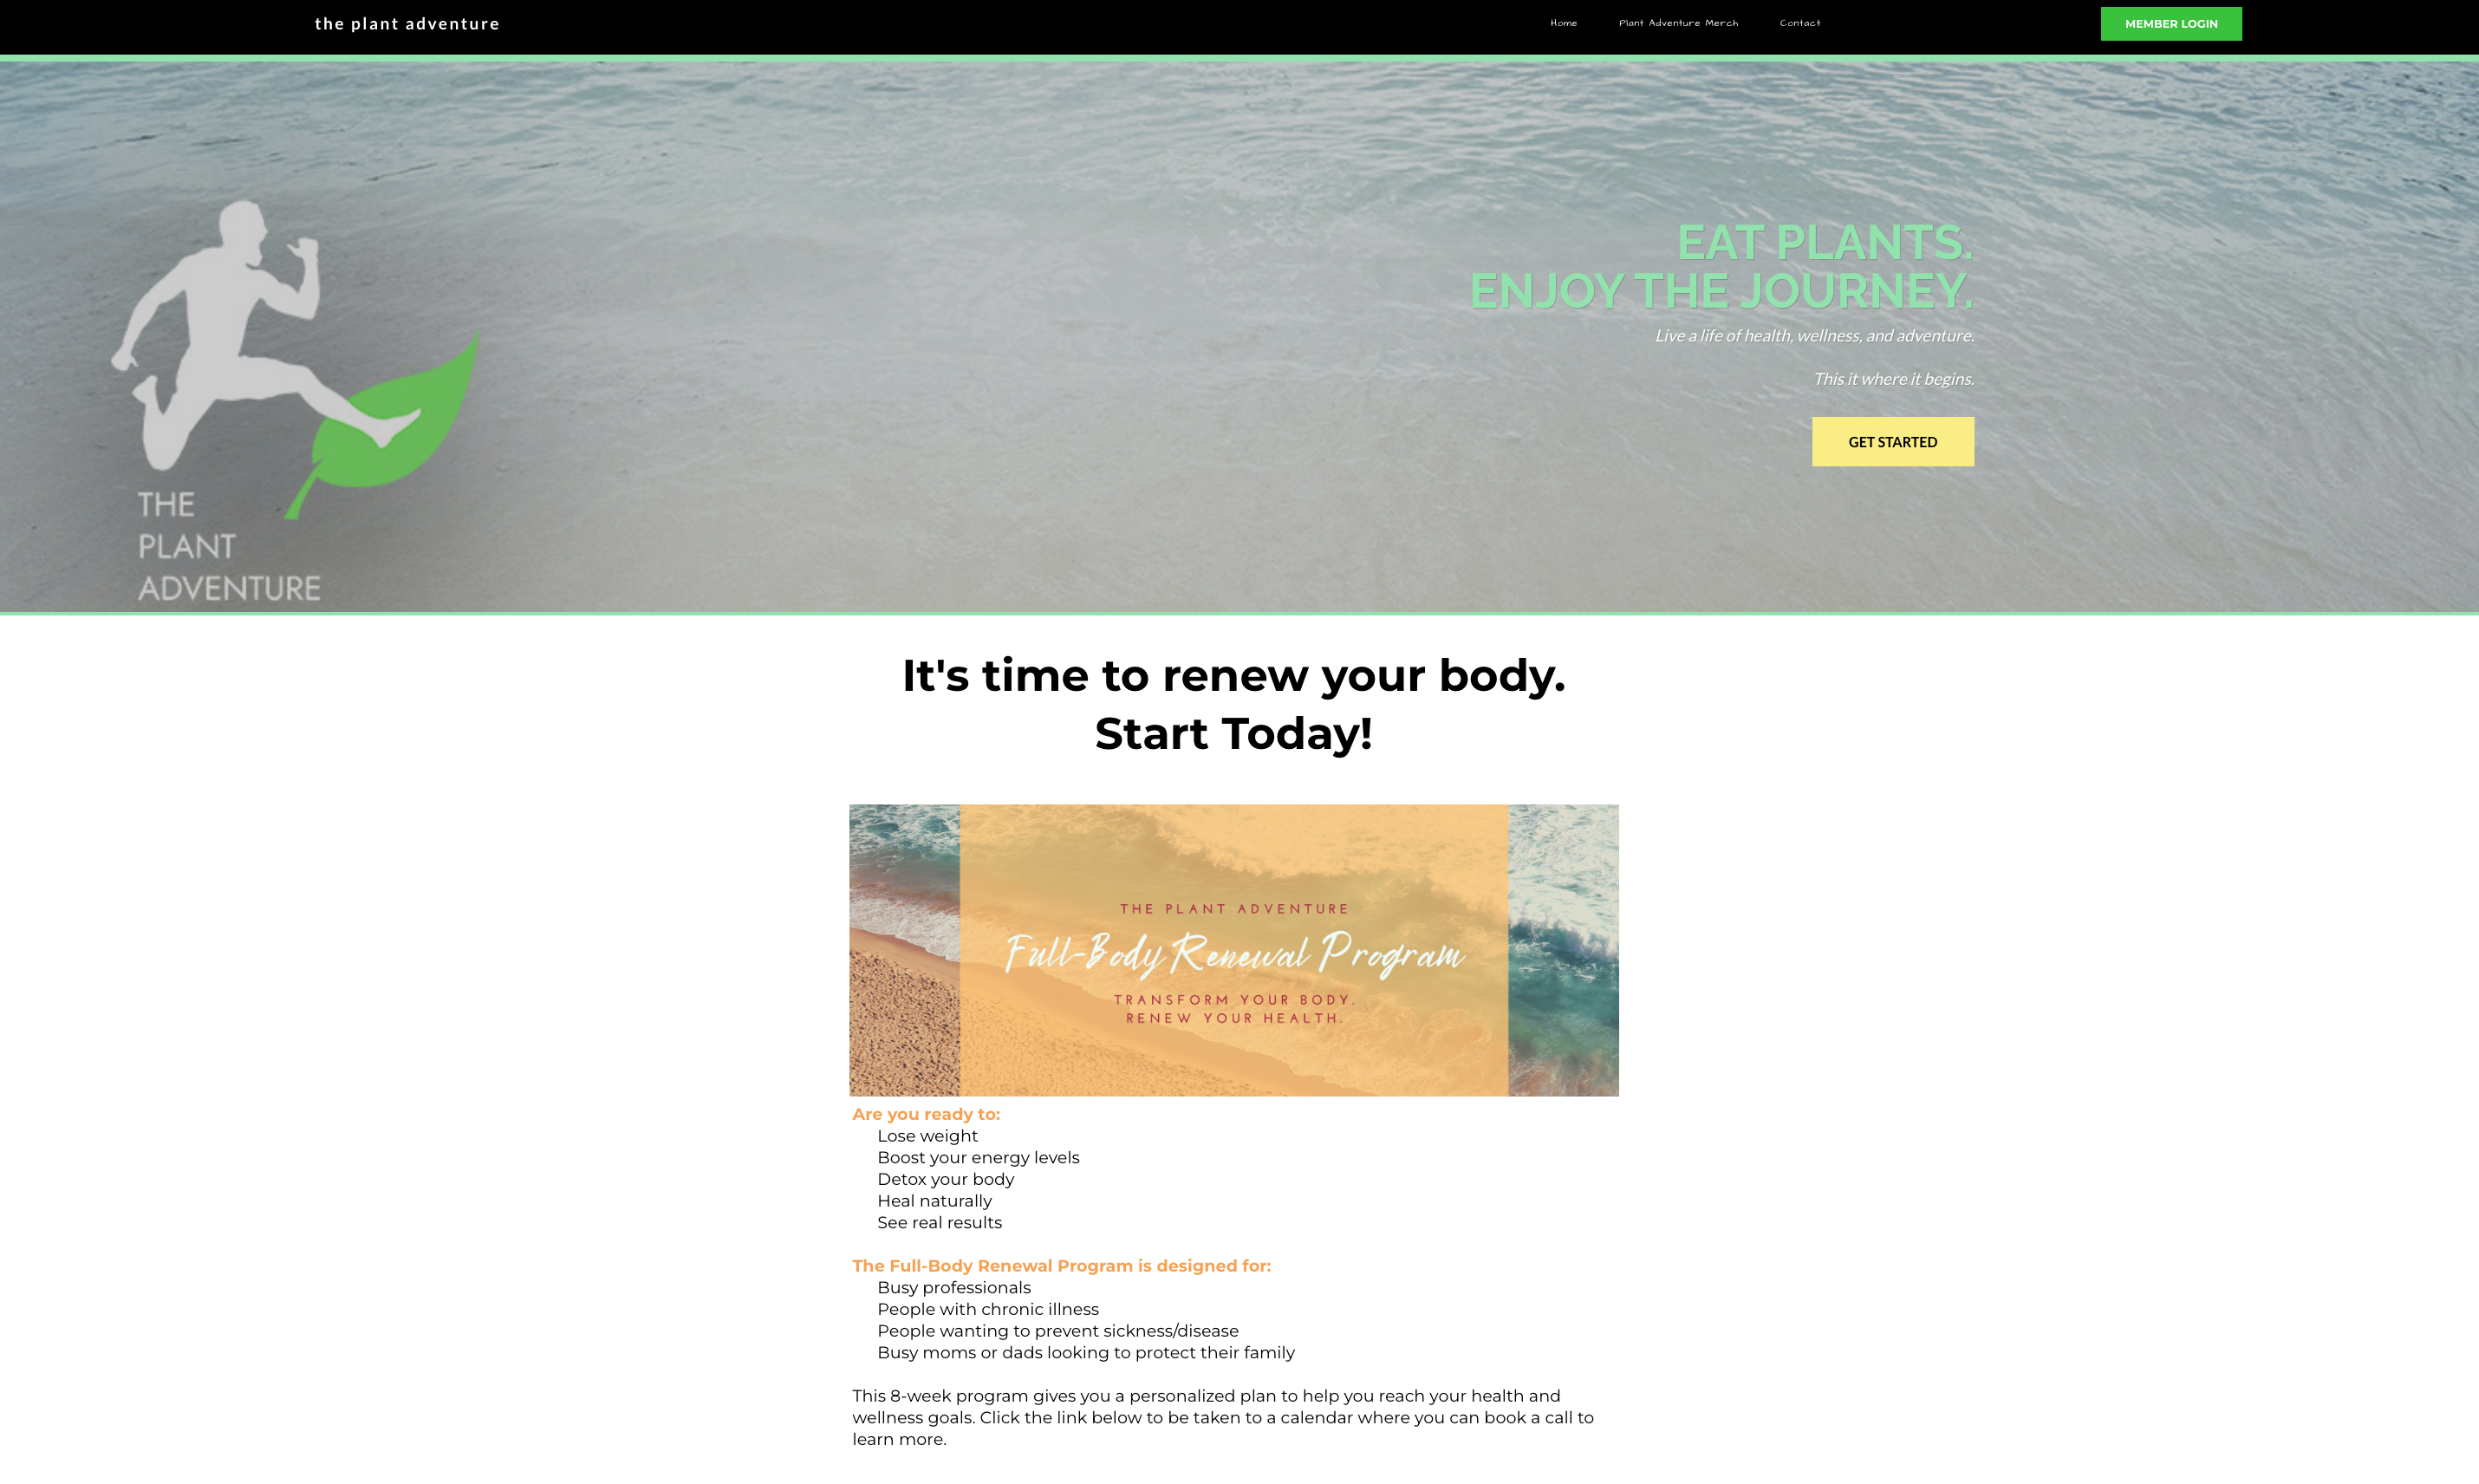 the plant adventure
Home
Plant Adventure Merch
Contact
MEMBER LOGIN
THE
PLANT
ADVENTURE
EAT PLANTS.
ENJOY THE JOURNEY.
Live a life of health, wellness, and adventure.
This it where it begins.
GET STARTED
It's time to renew your body.
Start Today!
THE PLANT ADVENTURE
Full-Body Renewal Program
TRANSFORM YOUR BODY.
RENEW YOUR HEALTH.
Are you ready to:
Lose weight
Boost your energy levels
Detox your body
Heal naturally
See real results
The Full-Body Renewal Program is designed for:
Busy professionals
People with chronic illness
People wanting to prevent sickness/disease
Busy moms or dads looking to protect their family
This 8-week program gives you a personalized plan to help you reach your health and
wellness goals. Click the link below to be taken to a calendar where you can book a call to
learn more.